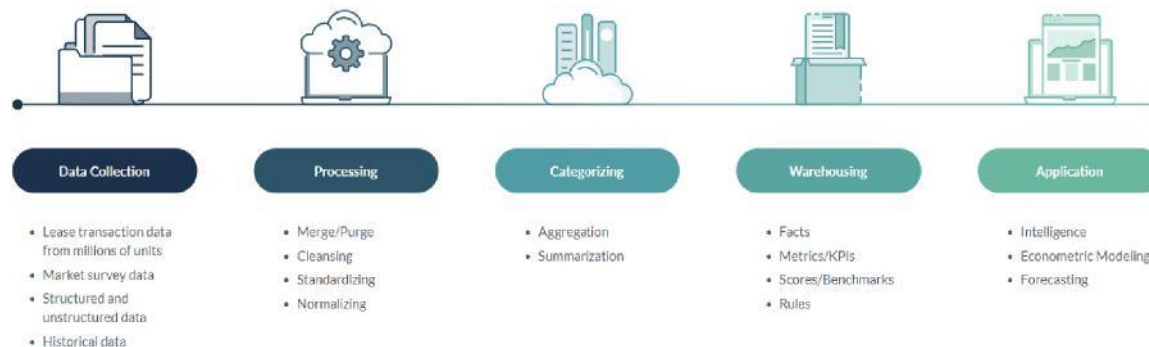 Data Collection
Lease transaction data
from millions of units
Market survey data
Structured and
unstructured data
Historical data
Processing
Merge/Purge
Cleansing
Standardizing
Normalizing
Categorizing
Aggregation
Summarization
Warehousing
Facts
Metrics/KPIs
Scores/Benchmarks
Rules
Application
Intelligence
Econometric Modeling
Forecasting